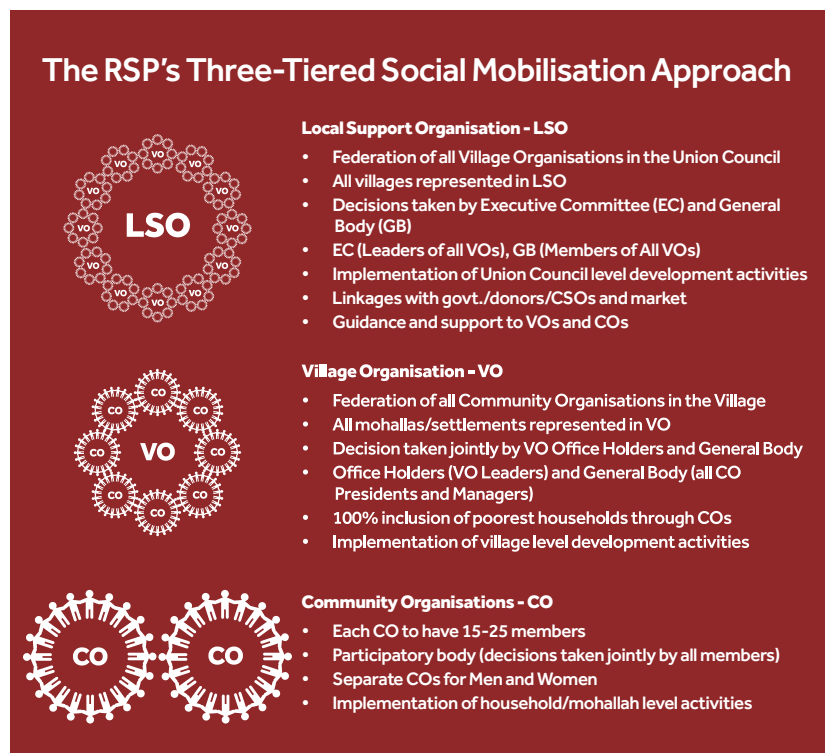 The RSP's Three-Tiered Social Mobilisation Approach
Local Support Organisation - LSO
• Federation of all Village Organisations in the Union Council
• All villages represented in LSO
• Decisions taken by Executive Committee (EC) and General
Body (GB)
• EC (Leaders of all VOs), GB (Members of All VOs)
• Implementation of Union Council level development activities
• Linkages with govt./donors/CSOs and market
• Guidance and support to VOs and COs
VO
VO
VO
VO
VO
VO
VO
VO
VO
VO
VO
VO
LSO
Village Organisation - VO
• Federation of all Community Organisations in the Village
• All mohallas/settlements represented in VO
• Decision taken jointly by VO Office Holders and General Body
• Office Holders (VO Leaders) and General Body (all CO
Presidents and Managers)
• 100% inclusion of poorest households through COs
• Implementation of village level development activities
CO
CO
CO
CO
VO
CO
CO
CO
CO
Community Organisations - CO
• Each CO to have 15-25 members
• Participatory body (decisions taken jointly by all members)
• Separate COs for Men and Women
• Implementation of household/mohallah level activities
CO
CO